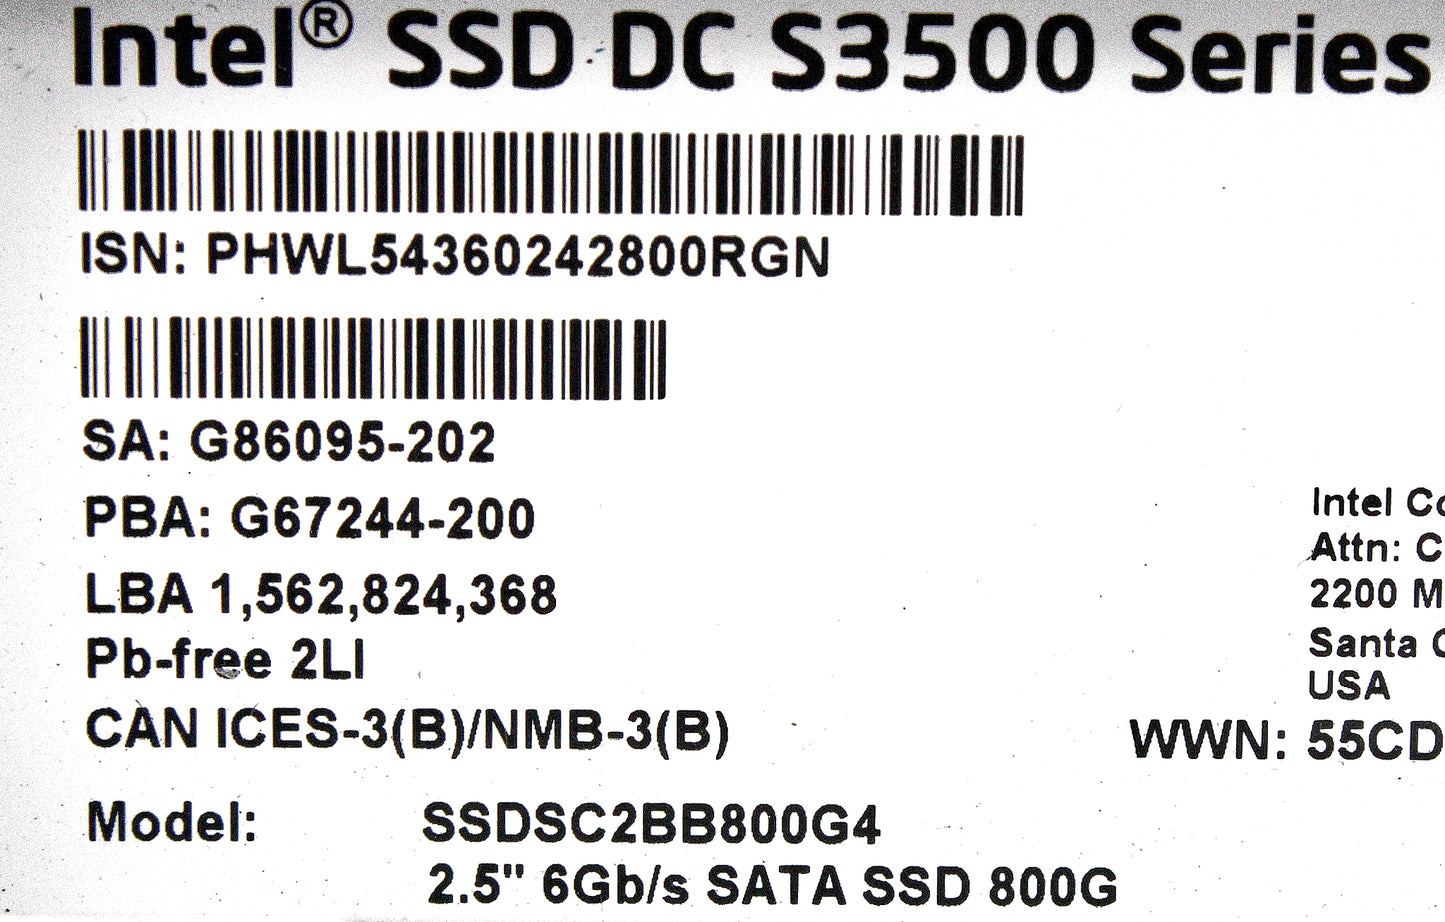 Intel® SSD DC S3500 Series
ISN: PHWL54360242800RGN
SA: G86095-202
PBA: G67244-200
LBA 1,562,824,368
Pb-free 2LI
CAN ICES-3(B)/NMB-3(B)
Intel
Attn:
2200
Santa
USA
WWN: 55CD
Model: SSDSC2BB800G4
2.5" 6Gb/s SATA SSD 800G